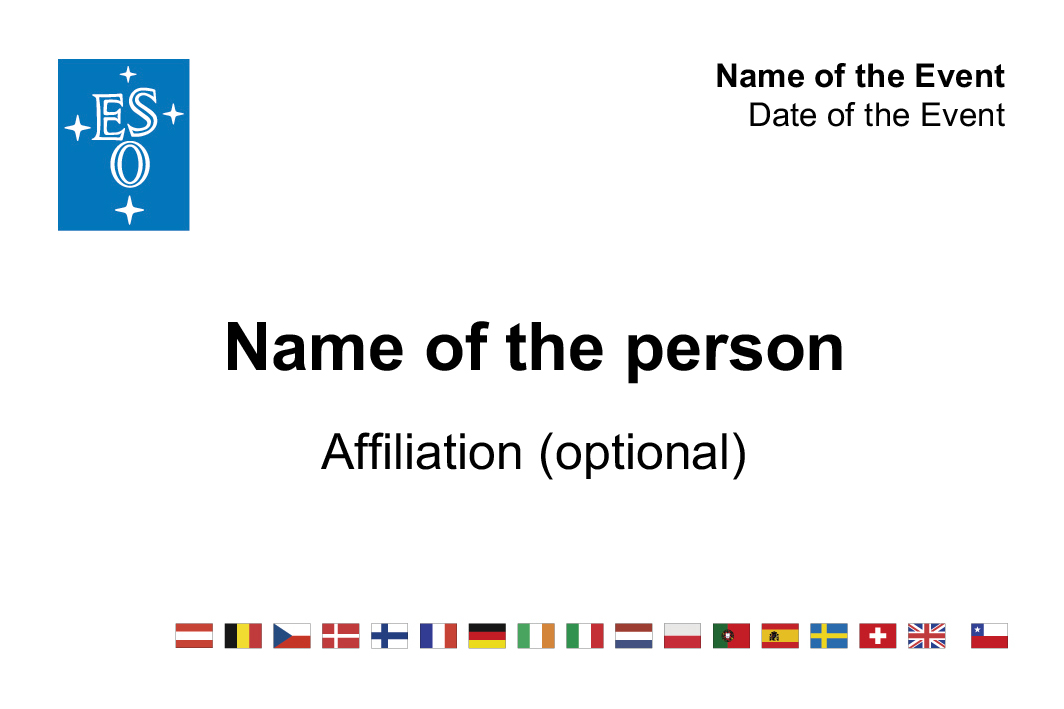 ESO
Name of the Event
Date of the Event
Name of the person
Affiliation (optional)